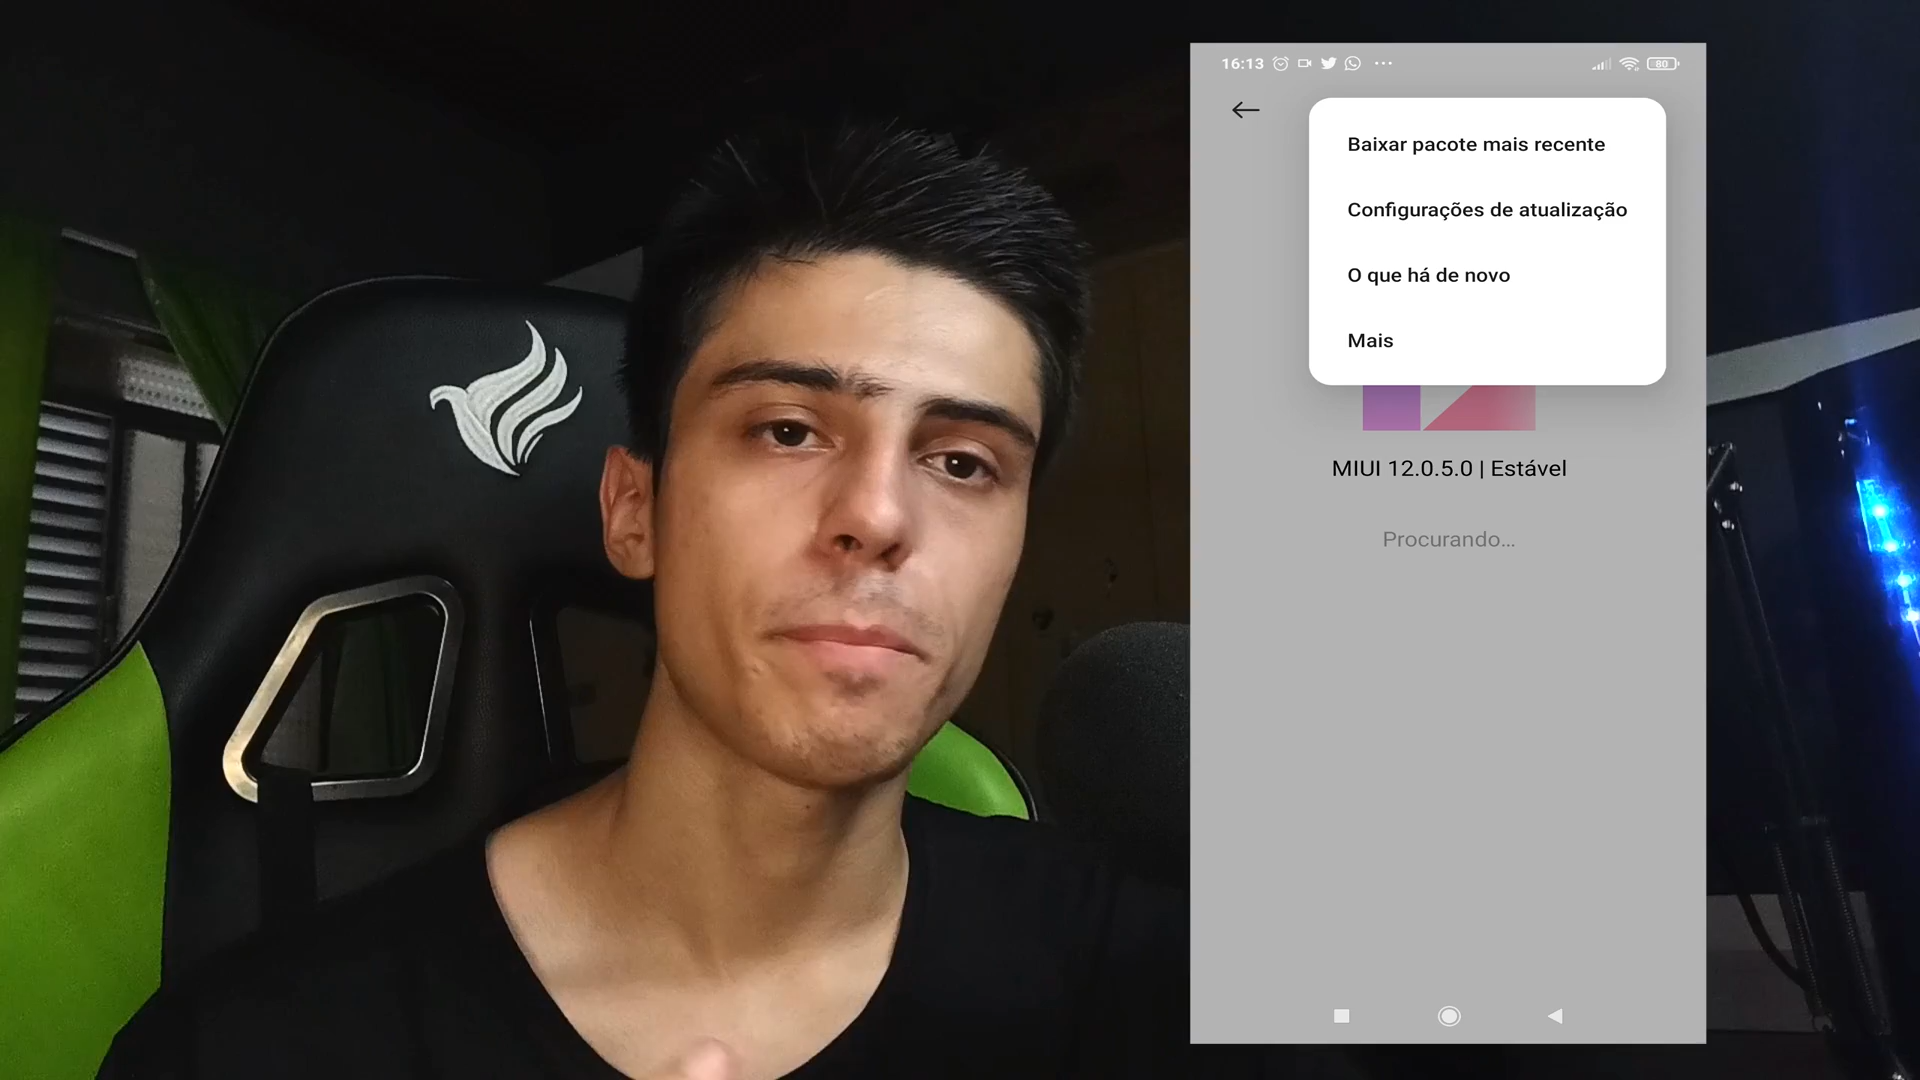 16:13
80
Baixar pacote mais recente
Configurações de atualização
O que há de novo
Mais
MIUI 12.0.5.0 | Estável
Procurando...